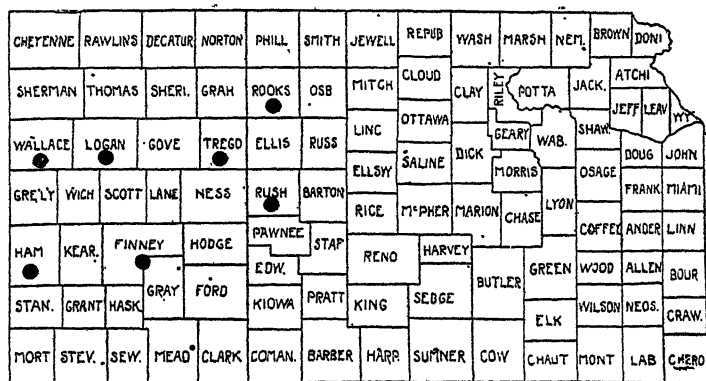 CHEYENNE RAWLINS DECATUR NORTON PHILL SMITH JEWELL REPUB WASH MARSH NEM. BROWN DONI
SHERMAN THOMAS SHERI. GRAH ROOKS OSB MITCH CLOUD CLAY RILEY POTTA JACK. ATCHI
JEFF LEAV WY
WALLACE LOGAN GOVE TREGO ELLIS RUSS LINC OTTAWA DICK GEARY WAB. SHAW. DOUG JOHN
ELLSW SALINE MORRIS OSAGE
GRELY WICH SCOTT LANE NESS RUSH BARTON RICE McPHER MARION CHASE LYON FRANK MIAMI
HAM KEAR. FINNEY HODGE PAWNEE STAF RENO HARVEY BUTLER GREEN COFFEE ANDER LINN
EDW. WOOD ALLEN BOUR
STAN. GRANT HASK GRAY FORD KIOWA PRATT KING SEDGE ELK WILSON NEOS. CRAW.
MORT STEV. SEW. MEAD CLARK COMAN. BARBER HARP. SUMNER COW CHAUT MONT LAB CHERO